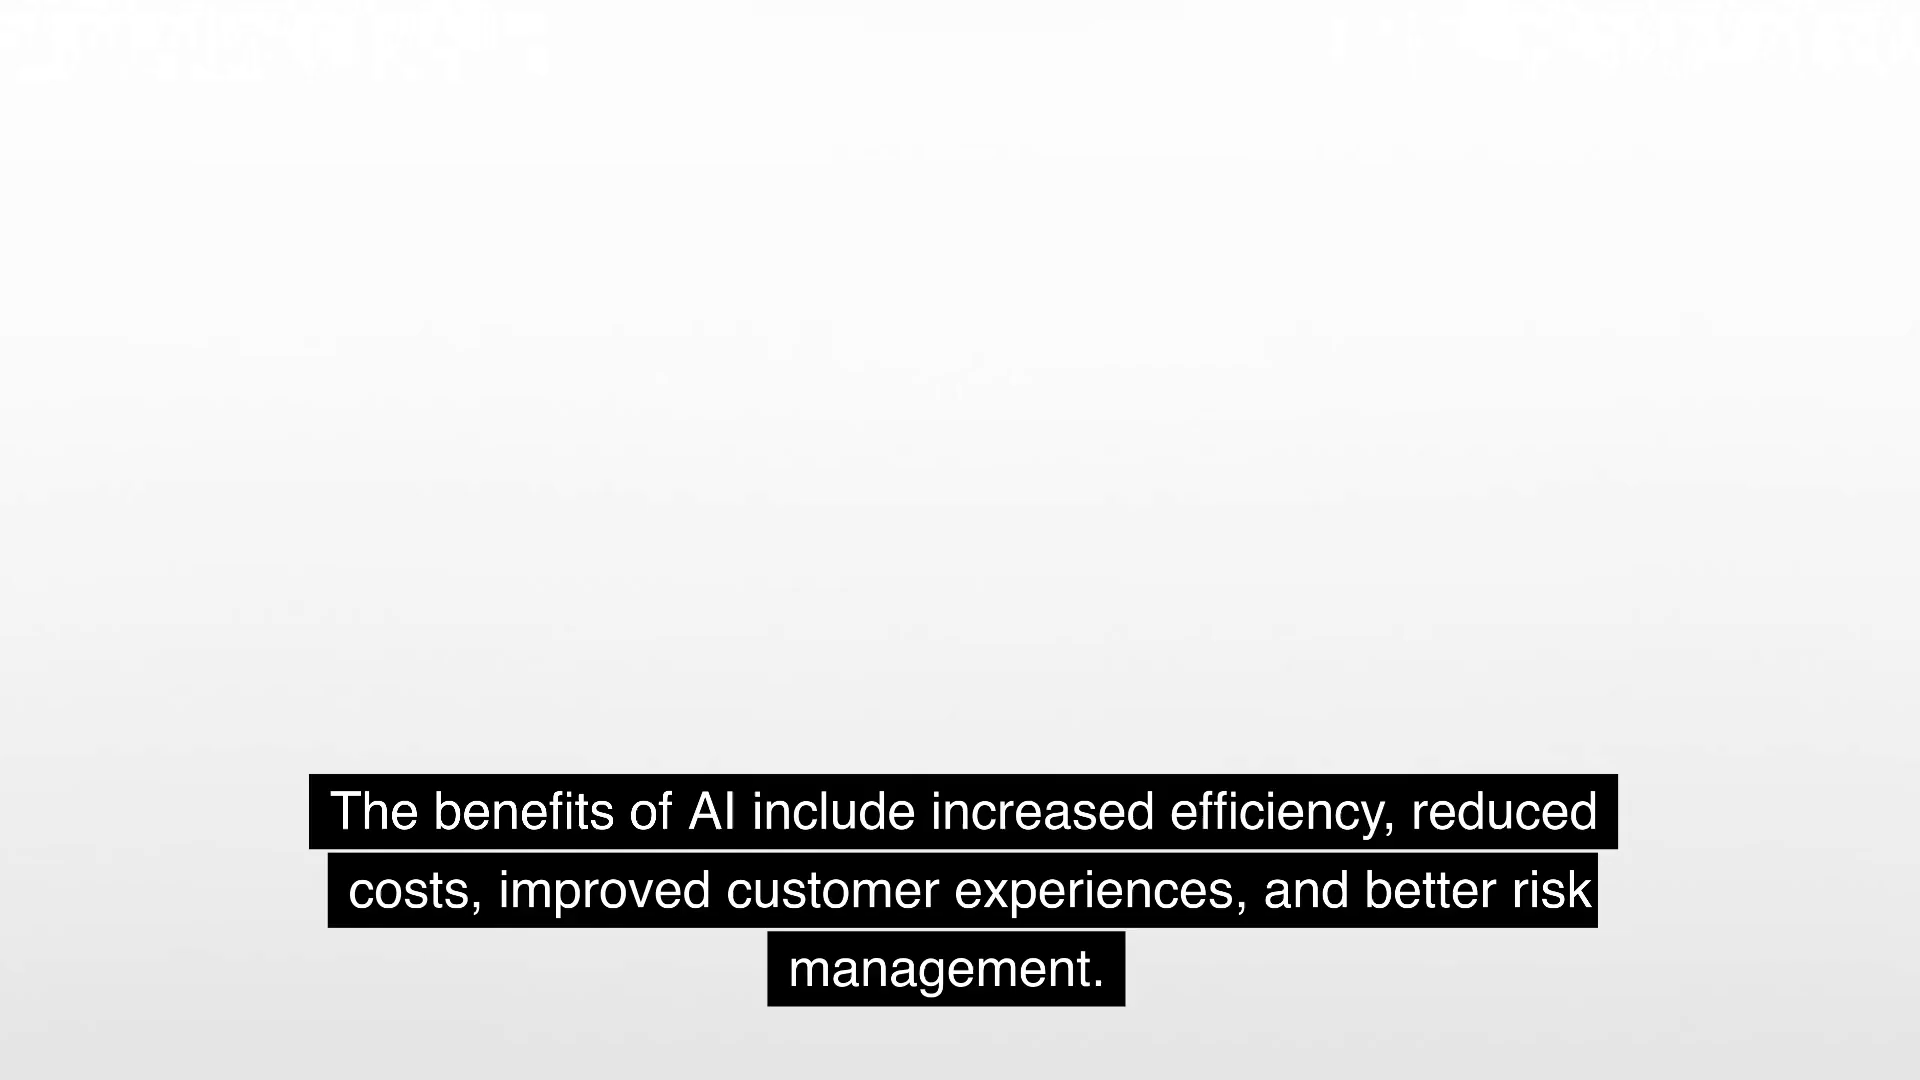 The benefits of AI include increased efficiency, reduced
costs, improved customer experiences, and better risk
management.